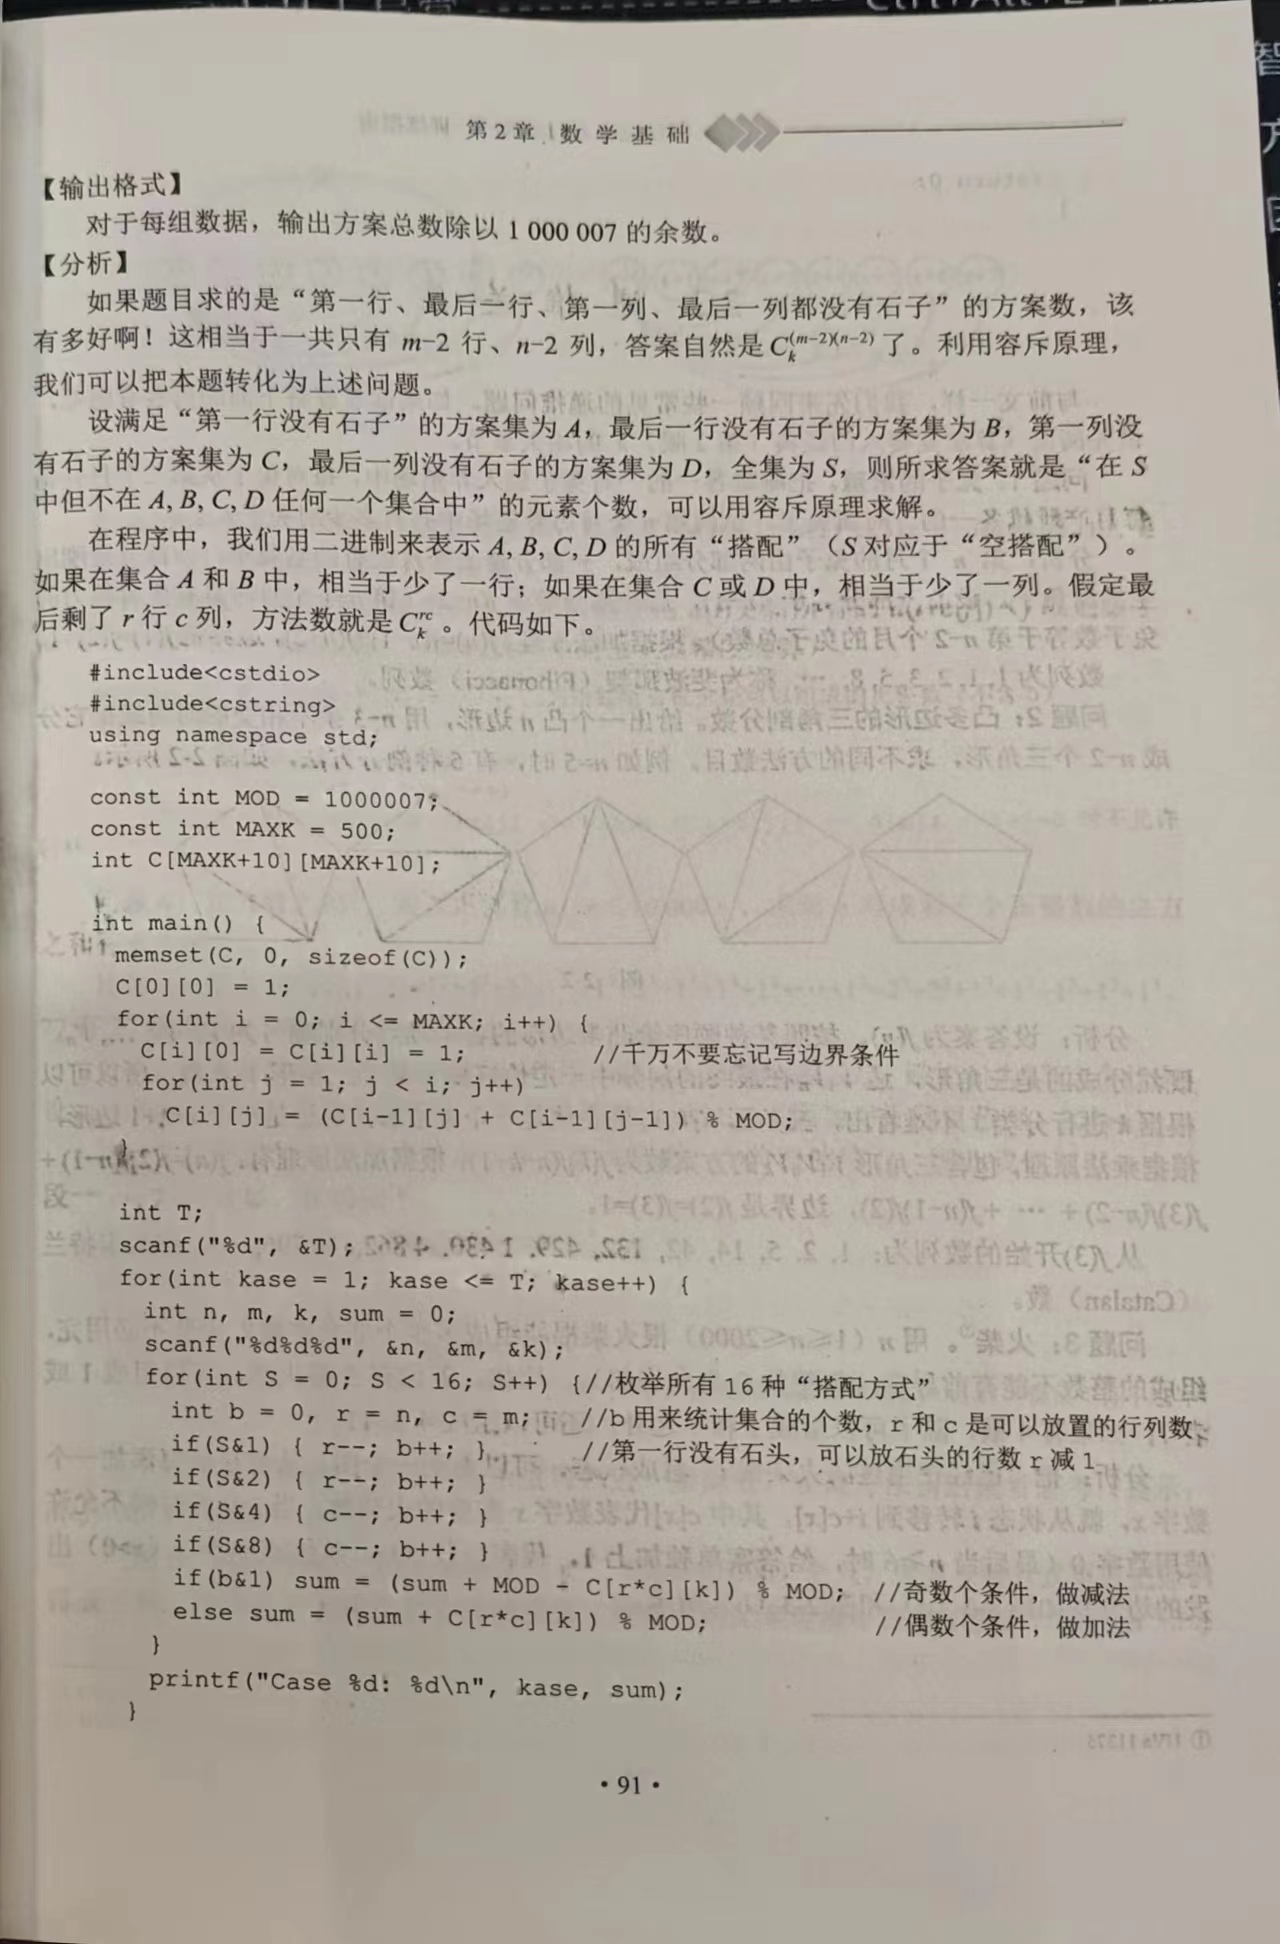 第2章 数学基础
【输出格式】
对于每组数据，输出方案总数除以 1 000 007 的余数。
【分析】
如果题目求的是“第一行、最后一行、第一列、最后一列都没有石子”的方案数，该
有多好啊！这相当于一共只有 m−2 行、n−2 列，答案自然是 C_k^{(m−2)(n−2)} 了。利用容斥原理，
我们可以把本题转化为上述问题。
设满足“第一行没有石子”的方案集为 A，最后一行没有石子的方案集为 B，第一列没
有石子的方案集为 C，最后一列没有石子的方案集为 D，全集为 S，则所求答案就是“在 S
中但不在 A, B, C, D 任何一个集合中”的元素个数，可以用容斥原理求解。
在程序中，我们用二进制来表示 A, B, C, D 的所有“搭配”（S 对应于“空搭配”）。
如果在集合 A 和 B 中，相当于少了一行；如果在集合 C 或 D 中，相当于少了一列。假定最
后剩了 r 行 c 列，方法数就是 C_k^{rc}。代码如下。
#include<cstdio>
#include<cstring>
using namespace std;
const int MOD = 1000007;
const int MAXK = 500;
int C[MAXK+10][MAXK+10];
int main() {
memset(C, 0, sizeof(C));
C[0][0] = 1;
for(int i = 0; i <= MAXK; i++) {
C[i][0] = C[i][i] = 1; //千万不要忘记写边界条件
for(int j = 1; j < i; j++)
C[i][j] = (C[i-1][j] + C[i-1][j-1]) % MOD;
}
int T;
scanf("%d", &T);
for(int kase = 1; kase <= T; kase++) {
int n, m, k, sum = 0;
scanf("%d%d%d", &n, &m, &k);
for(int S = 0; S < 16; S++) {//枚举所有 16 种“搭配方式”
int b = 0, r = n, c = m; //b 用来统计集合的个数，r 和 c 是可以放置的行列数
if(S&1) { r--; b++; } //第一行没有石头，可以放石头的行数 r 减 1
if(S&2) { r--; b++; }
if(S&4) { c--; b++; }
if(S&8) { c--; b++; }
if(b&1) sum = (sum + MOD - C[r*c][k]) % MOD; //奇数个条件，做减法
else sum = (sum + C[r*c][k]) % MOD; //偶数个条件，做加法
}
printf("Case %d: %d\n", kase, sum);
}
• 91 •